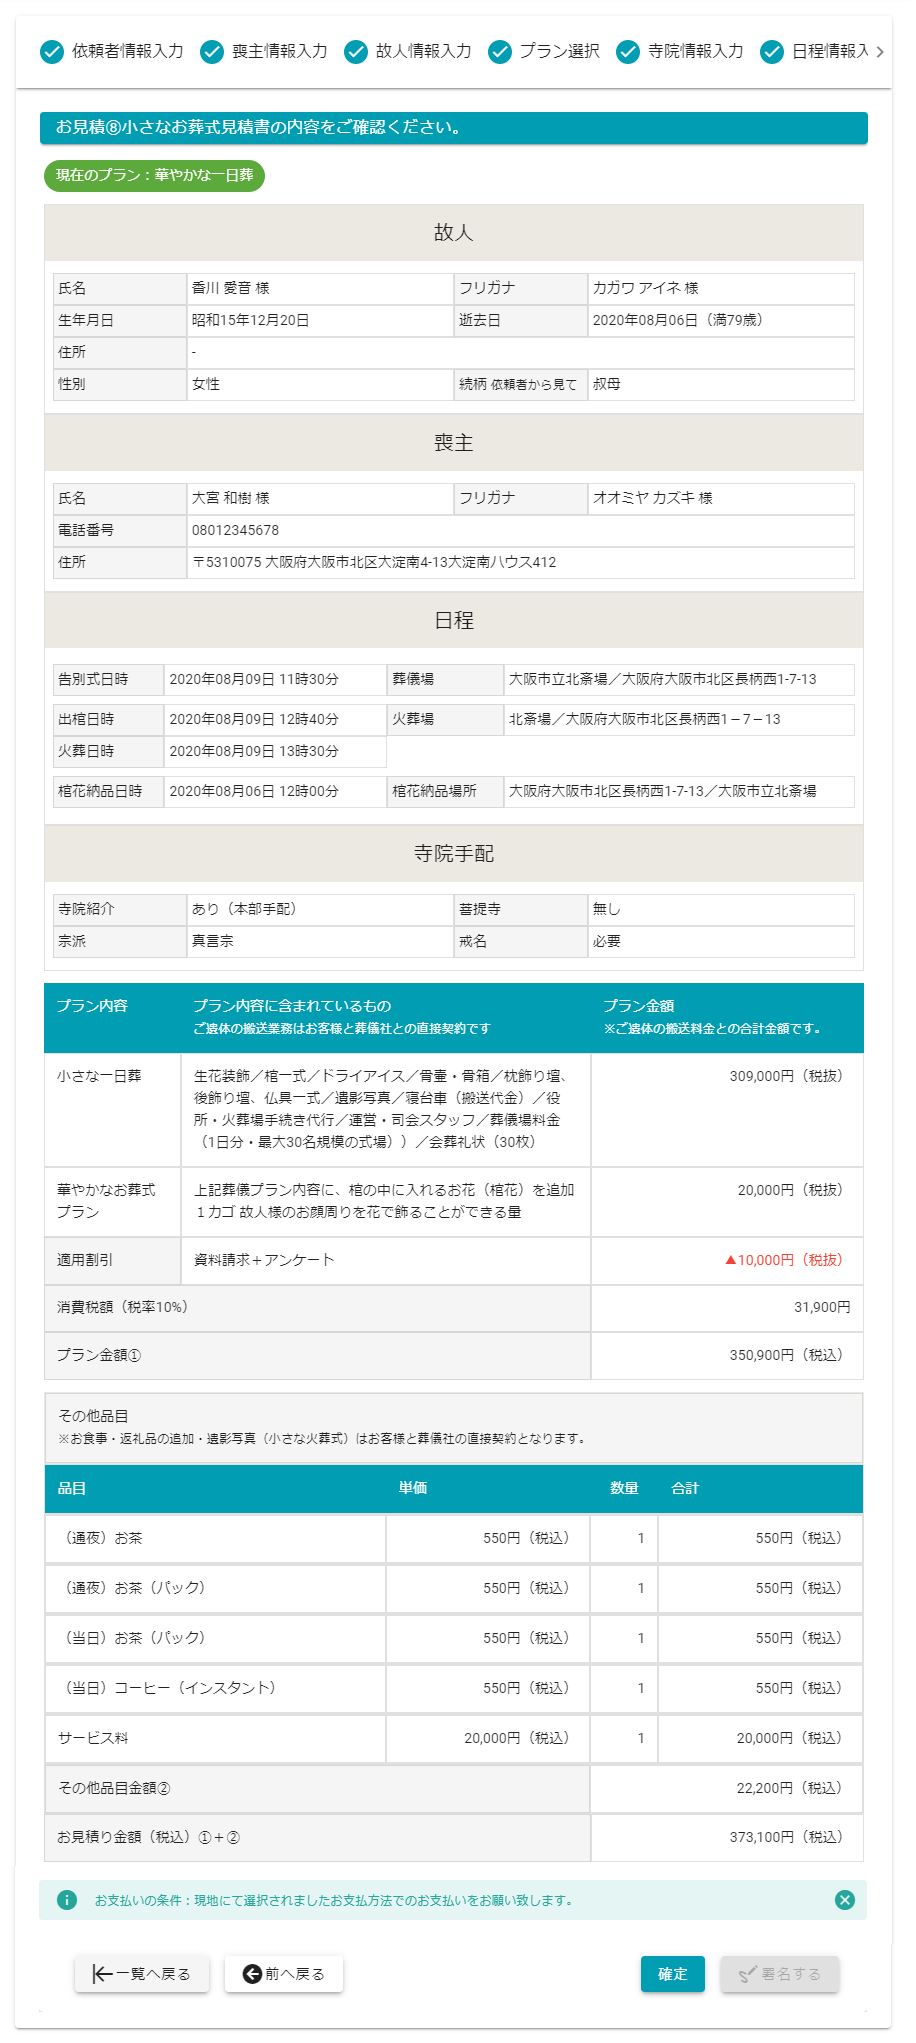 依頼者情報入力 喪主情報入力 故人情報入力 プラン選択 寺院情報入力 日程情報入
お見積⑧小さなお葬式見積書の内容をご確認ください。
現在のプラン：華やかな一日葬
故人
氏名 香川 愛音 様 フリガナ カガワ アイネ 様
生年月日 昭和15年12月20日 逝去日 2020年08月06日（満79歳）
住所 -
性別 女性 続柄 依頼者から見て 叔母
喪主
氏名 大宮 和樹 様 フリガナ オオミヤ カズキ 様
電話番号 08012345678
住所 〒5310075 大阪府大阪市北区大淀南4-13大淀南ハウス412
日程
告別式日時 2020年08月09日 11時30分 葬儀場 大阪市立北斎場／大阪府大阪市北区長柄西1-7-13
出棺日時 2020年08月09日 12時40分 火葬場 北斎場／大阪府大阪市北区長柄西1－7－13
火葬日時 2020年08月09日 13時30分
棺花納品日時 2020年08月06日 12時00分 棺花納品場所 大阪府大阪市北区長柄西1-7-13／大阪市立北斎場
寺院手配
寺院紹介 あり（本部手配） 菩提寺 無し
宗派 真言宗 戒名 必要
プラン内容 プラン内容に含まれているもの プラン金額
ご遺体の搬送業務はお客様と葬儀社との直接契約です ※ご遺体の搬送料金との合計金額です。
小さな一日葬 生花装飾／棺一式／ドライアイス／骨壷・骨箱／枕飾り壇、 309,000円（税抜）
後飾り壇、仏具一式／遺影写真／寝台車（搬送代金）／役
所・火葬場手続き代行／運営・司会スタッフ／葬儀場料金
（1日分・最大30名規模の式場））／会葬礼状（30枚）
華やかなお葬式 上記葬儀プラン内容に、棺の中に入れるお花（棺花）を追加 20,000円（税抜）
プラン １カゴ 故人様のお顔周りを花で飾ることができる量
適用割引 資料請求＋アンケート ▲10,000円（税抜）
消費税額（税率10%） 31,900円
プラン金額① 350,900円（税込）
その他品目
※お食事・返礼品の追加・遺影写真（小さな火葬式）はお客様と葬儀社の直接契約となります。
品目 単価 数量 合計
（通夜）お茶 550円（税込） 1 550円（税込）
（通夜）お茶（パック） 550円（税込） 1 550円（税込）
（当日）お茶（パック） 550円（税込） 1 550円（税込）
（当日）コーヒー（インスタント） 550円（税込） 1 550円（税込）
サービス料 20,000円（税込） 1 20,000円（税込）
その他品目金額② 22,200円（税込）
お見積り金額（税込）①＋② 373,100円（税込）
お支払いの条件：現地にて選択されましたお支払方法でのお支払いをお願い致します。
一覧へ戻る 前へ戻る 確定 署名する